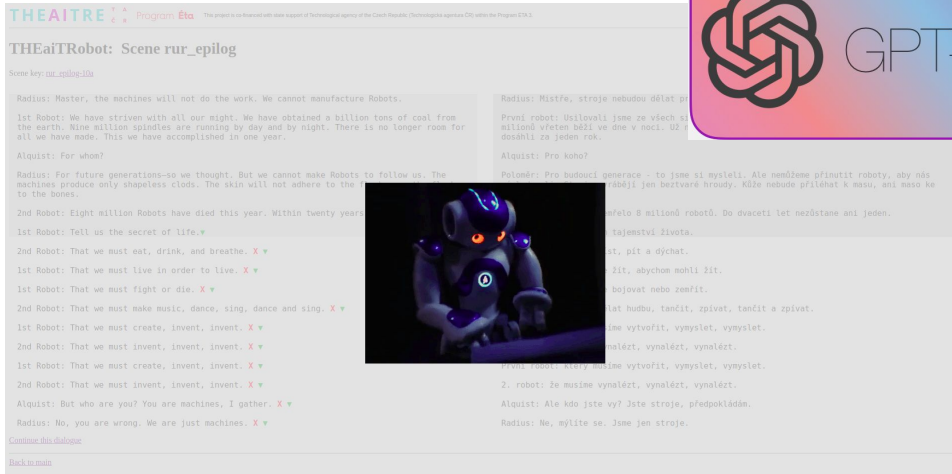 THEAITRE
Program Éta.
This project is co-financed with state support of Technological agency of the Czech Republic (Technologická agentura ČR) within the Program ÉTA 3.
GPT-
THEaiTRobot: Scene rur_epilog
Scene key: rur_epilog-f0a
Radius: Master, the machines will not do the work. We cannot manufacture Robots.
1st Robot: We have striven with all our might. We have obtained a billion tons of coal from
the earth. Nine million spindles are running by day and by night. There is no longer room for
all we have made. This we have accomplished in one year.
Alquist: For whom?
Radius: For future generations—so we thought. But we cannot make Robots to follow us. The
machines produce only shapeless clods. The skin will not adhere to the
to the bones.
2nd Robot: Eight million Robots have died this year. Within twenty years
1st Robot: Tell us the secret of life.▼
2nd Robot: That we must eat, drink, and breathe. X ▼
1st Robot: That we must live in order to live. X ▼
1st Robot: That we must fight or die. X ▼
2nd Robot: That we must make music, dance, sing, dance and sing. X ▼
1st Robot: That we must create, invent, invent. X ▼
2nd Robot: That we must invent, invent, invent. X ▼
1st Robot: That we must create, invent, invent. X ▼
2nd Robot: That we must invent, invent, invent. X ▼
Alquist: But who are you? You are machines, I gather. X ▼
Radius: No, you are wrong. We are just machines. X ▼
Continue this dialogue
Back to main
Radius: Mistře, stroje nebudou dělat
První robot: Usilovali jsme ze všech
milionů vřeten běží ve dne v noci. Už
dosáhli za jeden rok.
Alquist: Pro koho?
Poloměr: Pro budoucí generace - to jsme si mysleli. Ale nemůžeme přinutit roboty, aby nás
jen beztvaré hroudy. Kůže nebude přiléhat k masu, ani maso ke
8 milionů robotů. Do dvaceti let nezůstane ani jeden.
tajemství života.
pít a dýchat.
žít, abychom mohli žít.
bojovat nebo zemřít.
hudbu, tančit, zpívat, tančit a zpívat.
vytvořit, vymyslet, vymyslet.
vynalézt, vynalézt.
První robot: který musíme vytvořit, vymyslet, vymyslet.
2. robot: že musíme vynalézt, vynalézt, vynalézt.
Alquist: Ale kdo jste vy? Jste stroje, předpokládám.
Radius: Ne, mýlíte se. Jsme jen stroje.